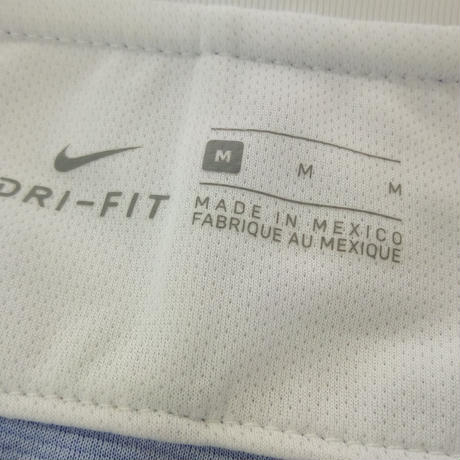 DRI-FIT
M M M
MADE IN MEXICO
FABRIQUE AU MEXIQUE